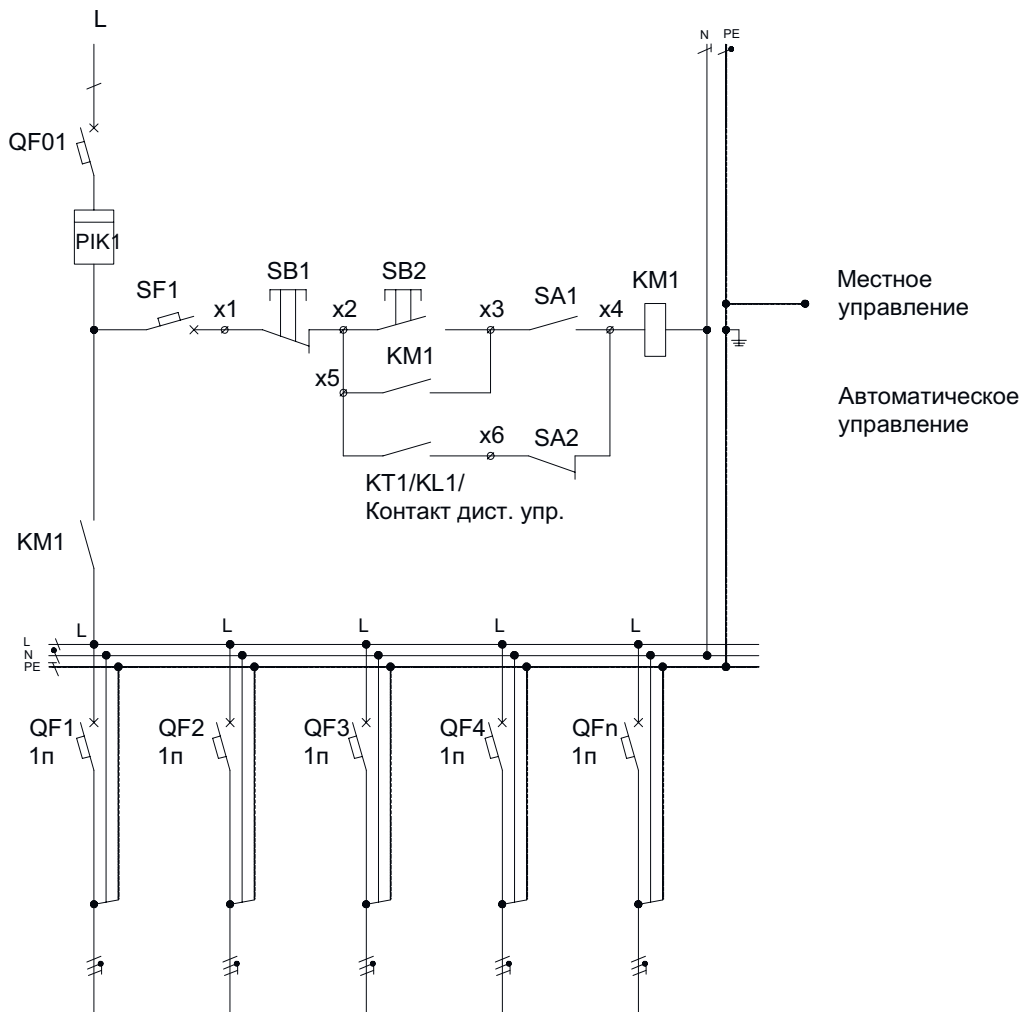 L
N PE
QF01
PIK1
SF1
x1
SB1
x2
SB2
x3
SA1
x4
KM1
Местное
управление
KM1
x5
Автоматическое
управление
x6
SA2
KT1/KL1/
Контакт дист. упр.
KM1
L L L L L
L
N
PE
QF1
1п
QF2
1п
QF3
1п
QF4
1п
QFn
1п